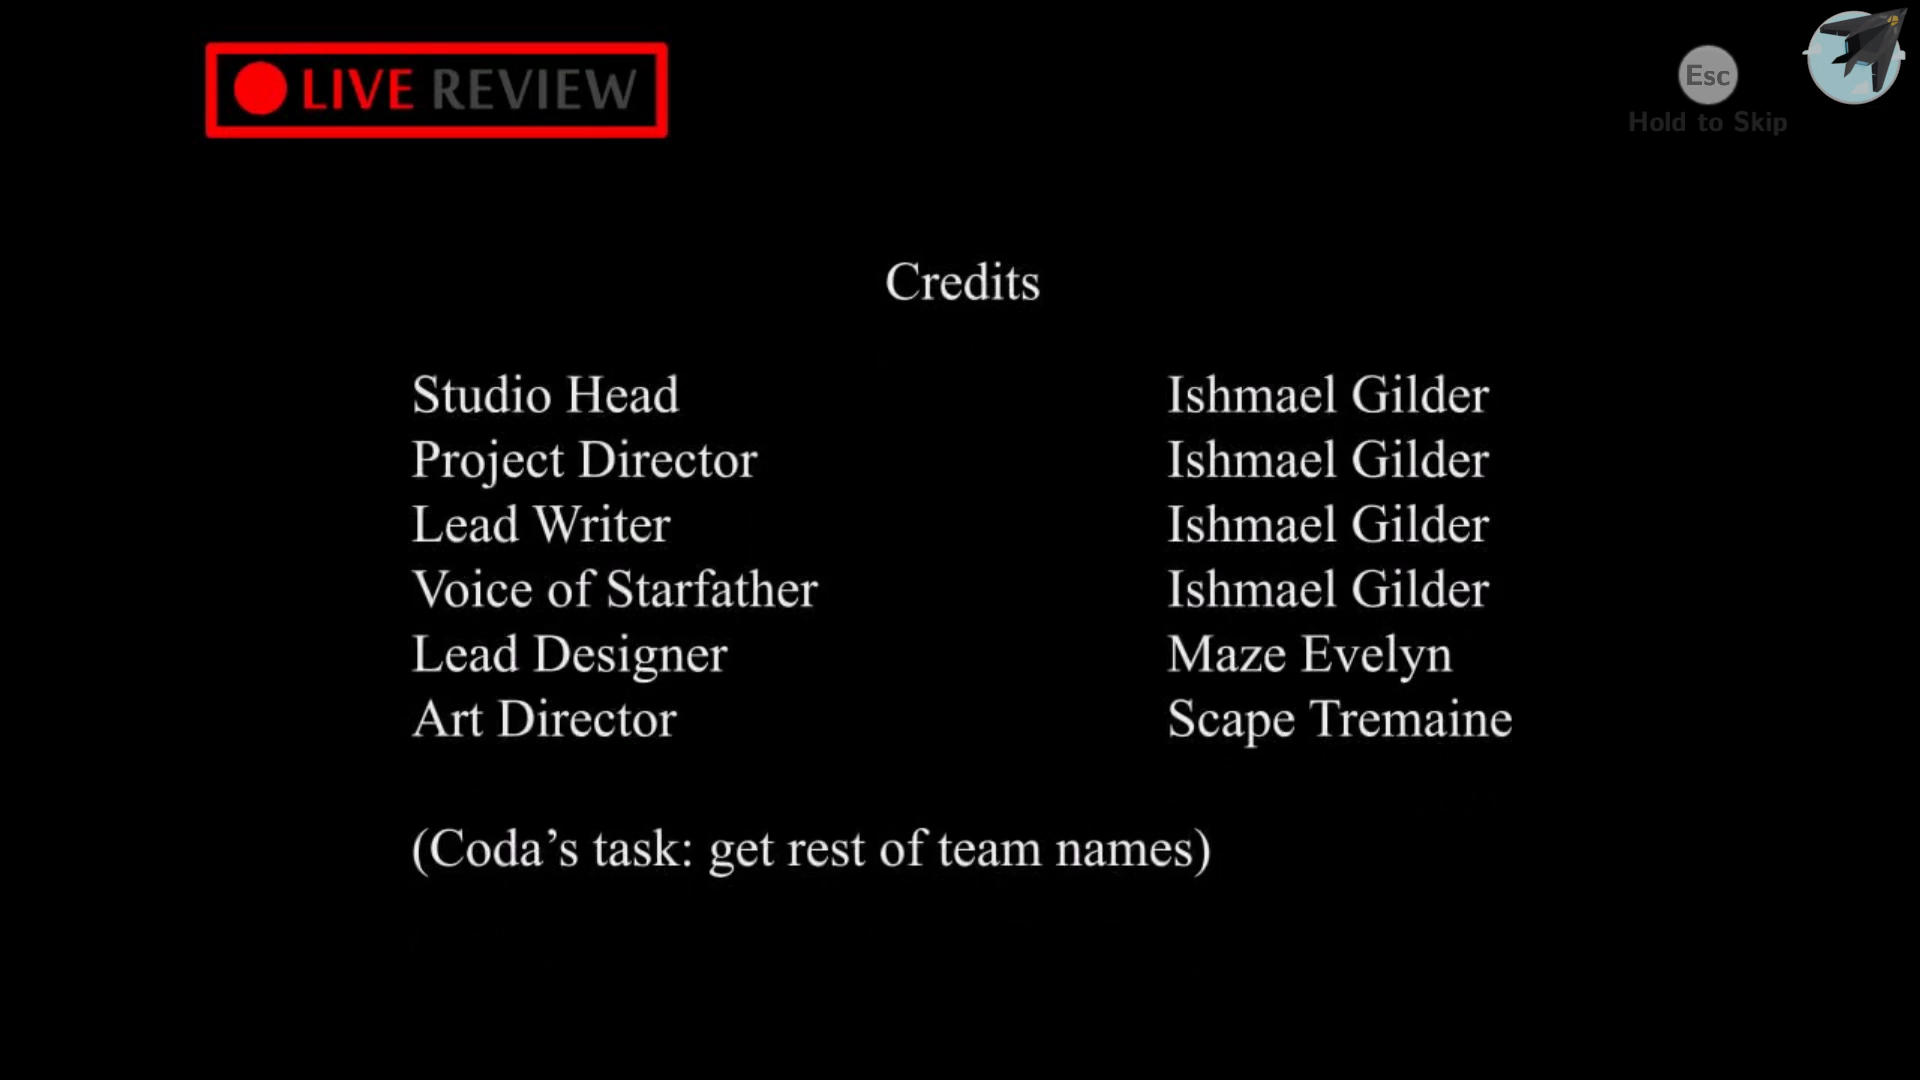 LIVE REVIEW
Esc
Hold to Skip
Credits
Studio Head Ishmael Gilder
Project Director Ishmael Gilder
Lead Writer Ishmael Gilder
Voice of Starfather Ishmael Gilder
Lead Designer Maze Evelyn
Art Director Scape Tremaine
(Coda’s task: get rest of team names)